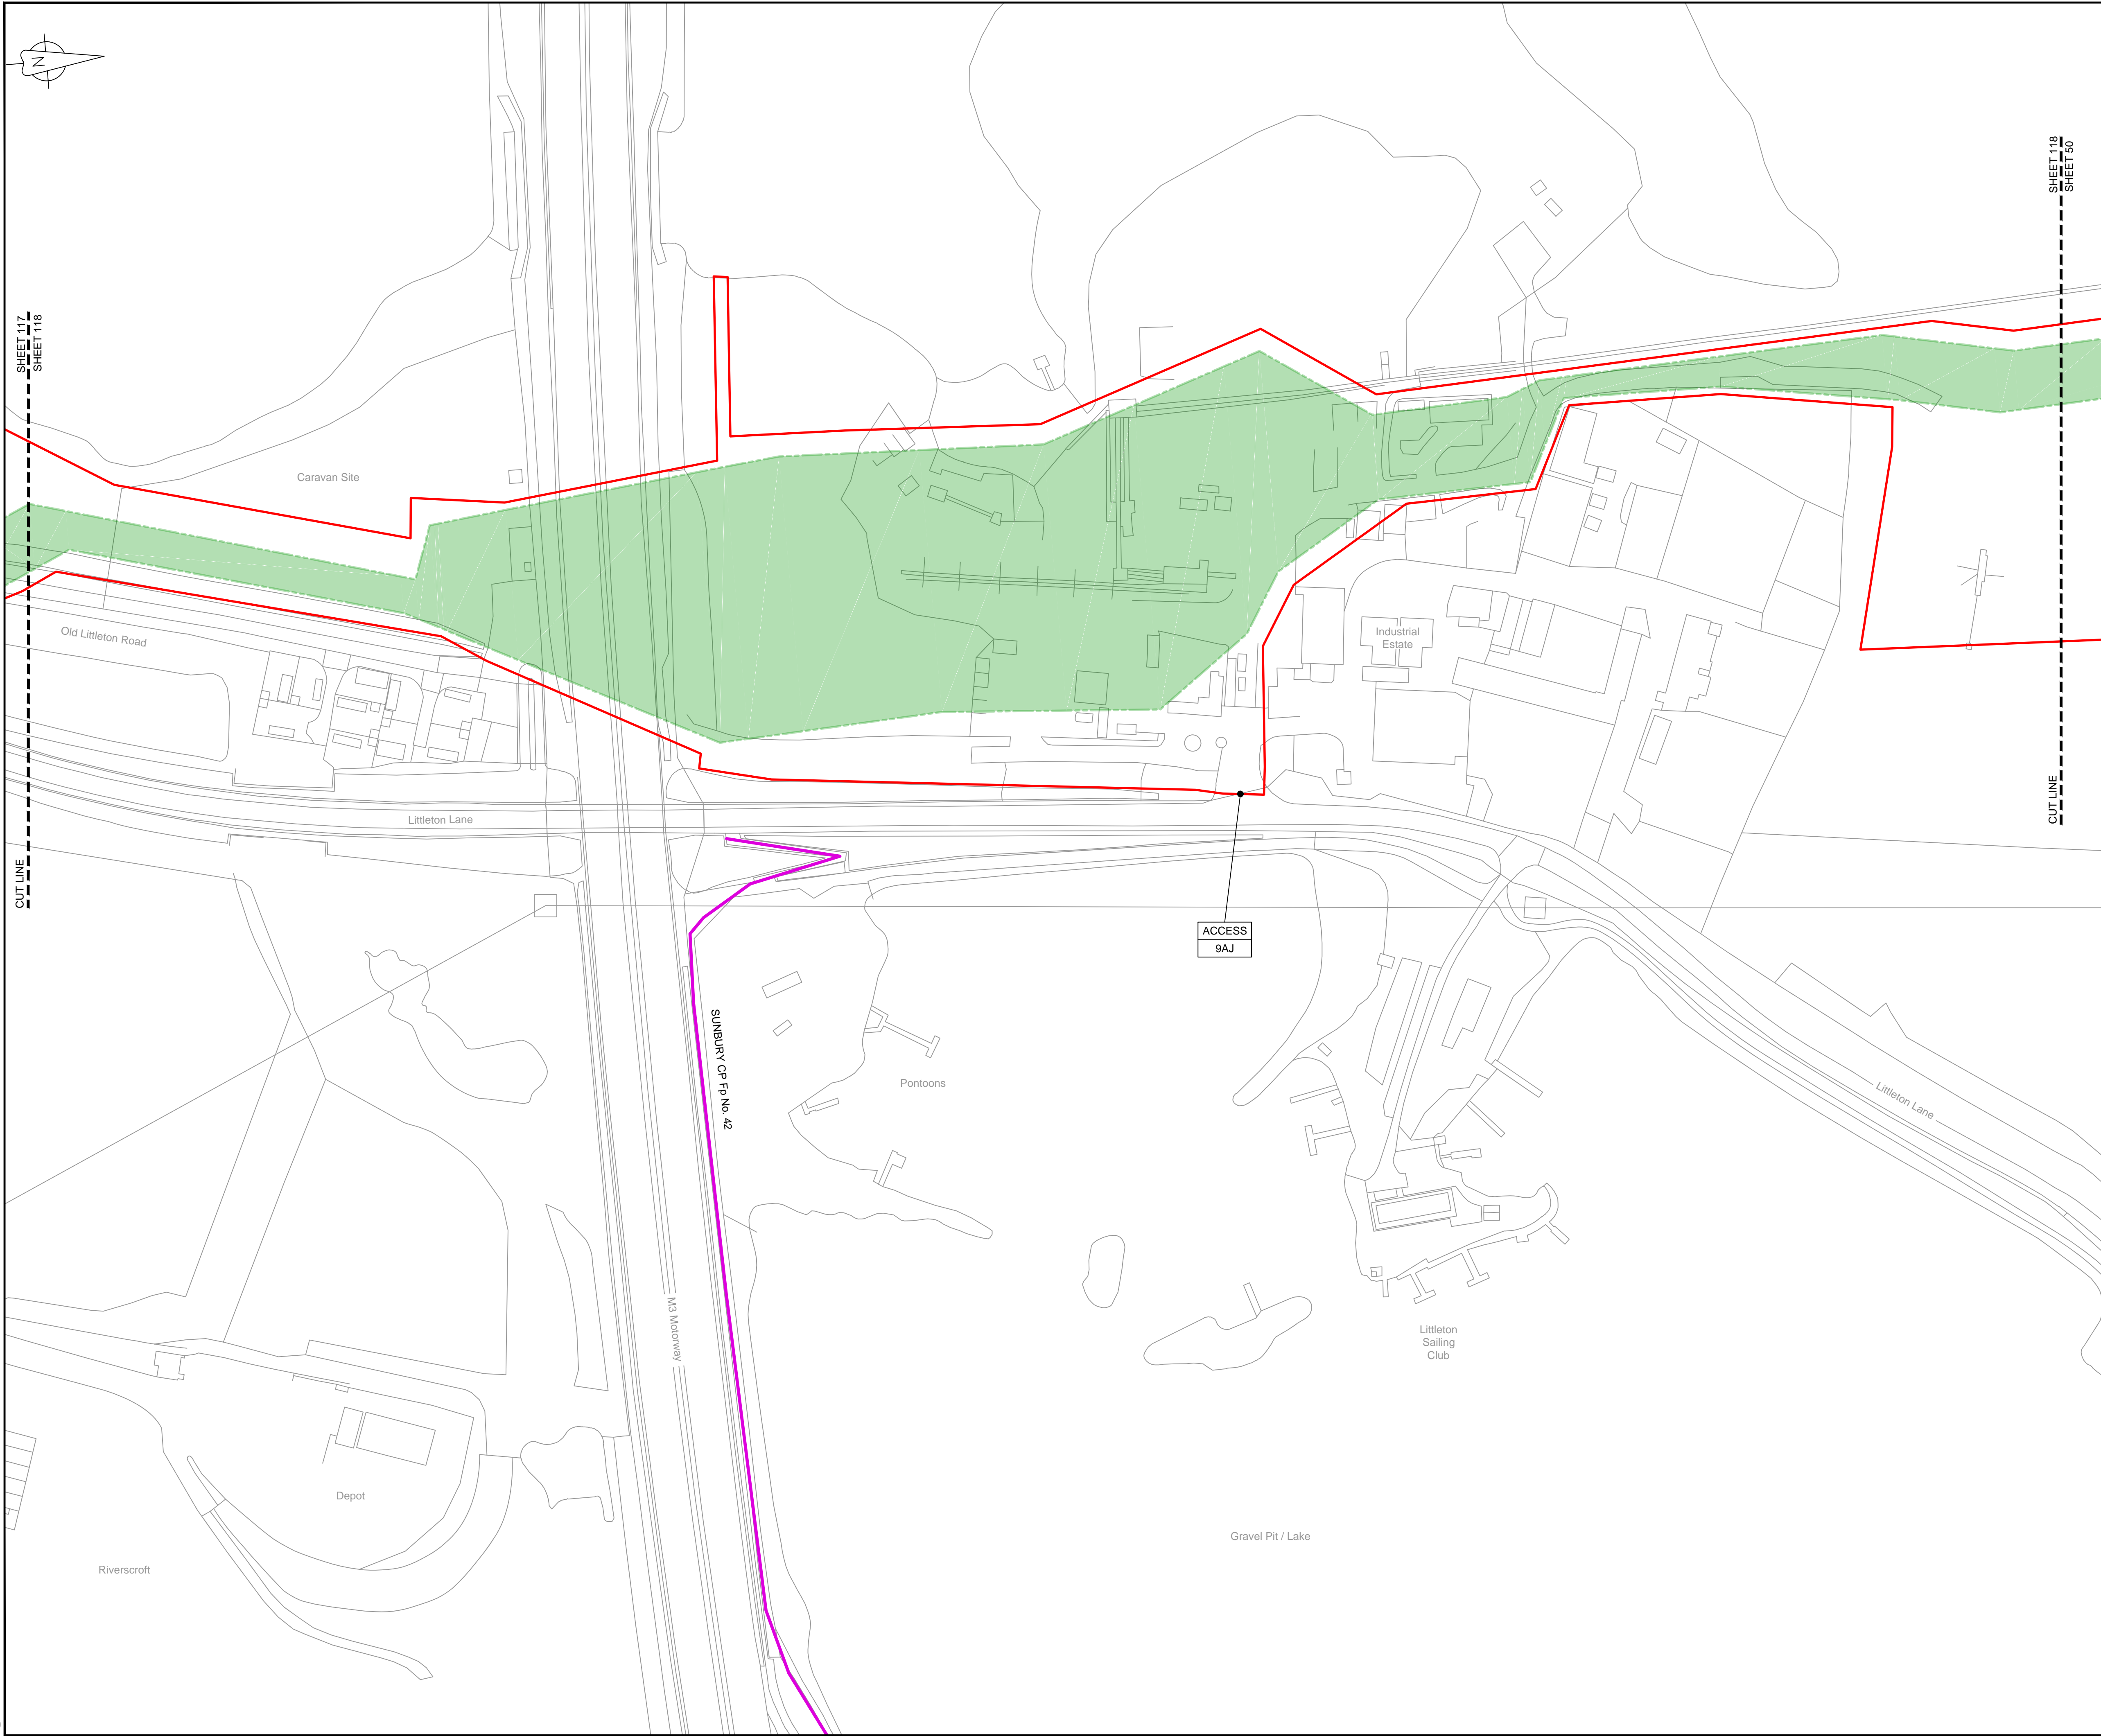 N
SHEET 117
SHEET 118
SHEET 118
SHEET 50
Caravan Site
Old Littleton Road
Industrial
Estate
CUT LINE
CUT LINE
Littleton Lane
ACCESS
9AJ
SUNBURY CP Fp No. 42
Pontoons
Littleton Lane
M3 Motorway
Littleton
Sailing
Club
Depot
Gravel Pit / Lake
Riverscroft